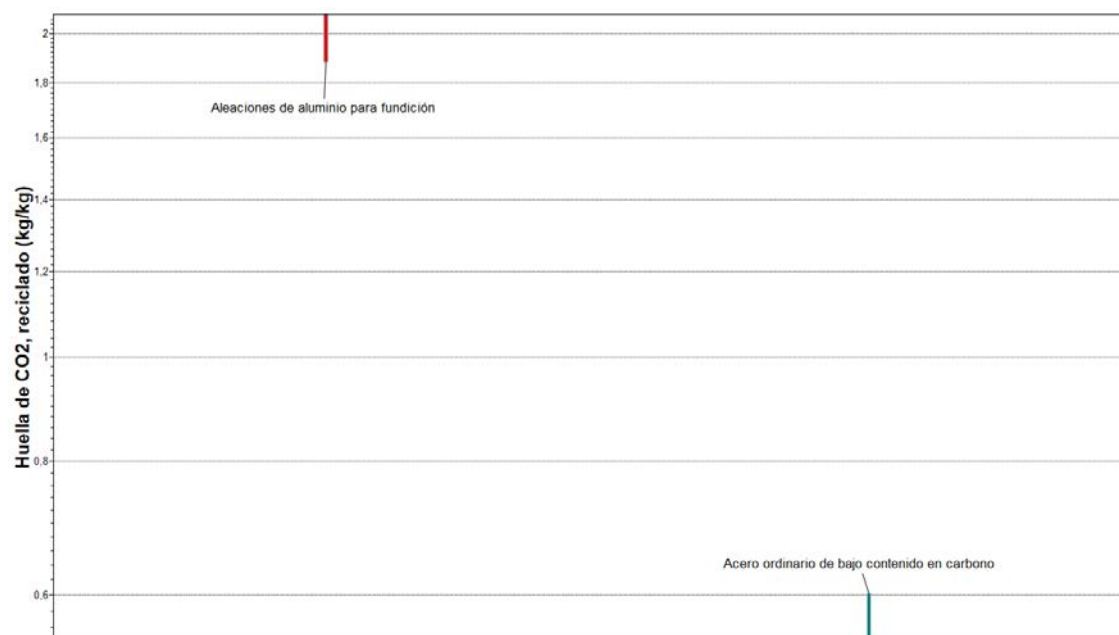 2
Aleaciones de aluminio para fundición
1,8
1,6
1,4
1,2
1
0,8
0,6
Huella de CO2, reciclado (kg/kg)
Acero ordinario de bajo contenido en carbono